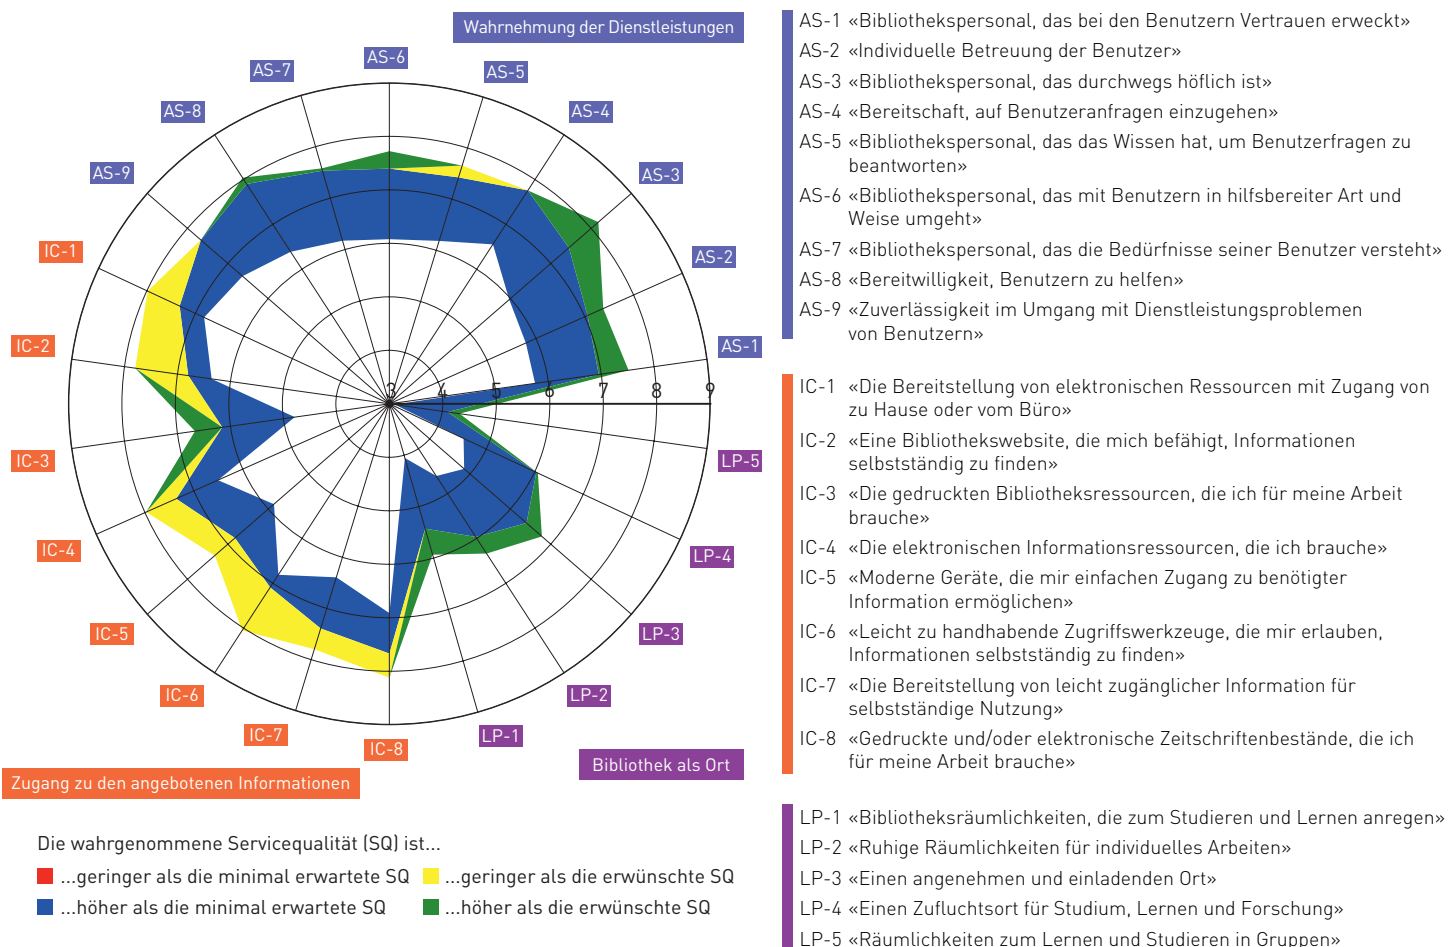 Wahrnehmung der Dienstleistungen
AS-6
AS-7
AS-5
AS-8
AS-4
AS-9
AS-3
IC-1
AS-2
IC-2
AS-1
3 4 5 6 7 8 9
IC-3
LP-5
IC-4
LP-4
IC-5
LP-3
IC-6
LP-2
IC-7
LP-1
IC-8
Bibliothek als Ort
Zugang zu den angebotenen Informationen
Die wahrgenommene Servicequalität (SQ) ist...
...geringer als die minimal erwartete SQ
...geringer als die erwünschte SQ
...höher als die minimal erwartete SQ
...höher als die erwünschte SQ
AS-1 «Bibliothekspersonal, das bei den Benutzern Vertrauen erweckt»
AS-2 «Individuelle Betreuung der Benutzer»
AS-3 «Bibliothekspersonal, das durchwegs höflich ist»
AS-4 «Bereitschaft, auf Benutzeranfragen einzugehen»
AS-5 «Bibliothekspersonal, das das Wissen hat, um Benutzerfragen zu
beantworten»
AS-6 «Bibliothekspersonal, das mit Benutzern in hilfsbereiter Art und
Weise umgeht»
AS-7 «Bibliothekspersonal, das die Bedürfnisse seiner Benutzer versteht»
AS-8 «Bereitwilligkeit, Benutzern zu helfen»
AS-9 «Zuverlässigkeit im Umgang mit Dienstleistungsproblemen
von Benutzern»
IC-1 «Die Bereitstellung von elektronischen Ressourcen mit Zugang von
zu Hause oder vom Büro»
IC-2 «Eine Bibliothekswebsite, die mich befähigt, Informationen
selbstständig zu finden»
IC-3 «Die gedruckten Bibliotheksressourcen, die ich für meine Arbeit
brauche»
IC-4 «Die elektronischen Informationsressourcen, die ich brauche»
IC-5 «Moderne Geräte, die mir einfachen Zugang zu benötigter
Information ermöglichen»
IC-6 «Leicht zu handhabende Zugriffswerkzeuge, die mir erlauben,
Informationen selbstständig zu finden»
IC-7 «Die Bereitstellung von leicht zugänglicher Information für
selbstständige Nutzung»
IC-8 «Gedruckte und/oder elektronische Zeitschriftenbestände, die ich
für meine Arbeit brauche»
LP-1 «Bibliotheksräumlichkeiten, die zum Studieren und Lernen anregen»
LP-2 «Ruhige Räumlichkeiten für individuelles Arbeiten»
LP-3 «Einen angenehmen und einladenden Ort»
LP-4 «Einen Zufluchtsort für Studium, Lernen und Forschung»
LP-5 «Räumlichkeiten zum Lernen und Studieren in Gruppen»